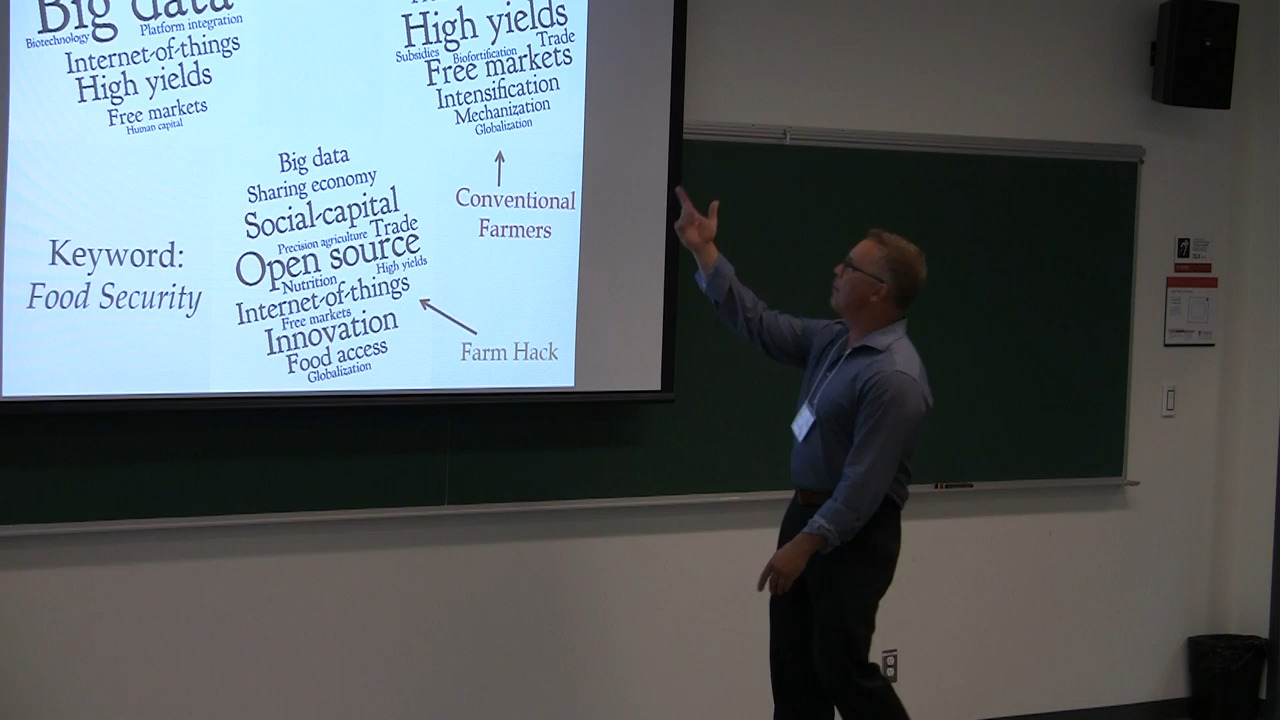 Big data
Biotechnology
Platform integration
Internet-of-things
High yields
Free markets
Human capital
High yields
Subsidies
Biofortification
Trade
Free markets
Intensification
Mechanization
Globalization
Conventional
Farmers
Keyword:
Food Security
Big data
Sharing economy
Social-capital
Precision agriculture
Trade
Open source
High yields
Nutrition
Internet-of-things
Free markets
Innovation
Food access
Globalization
Farm Hack